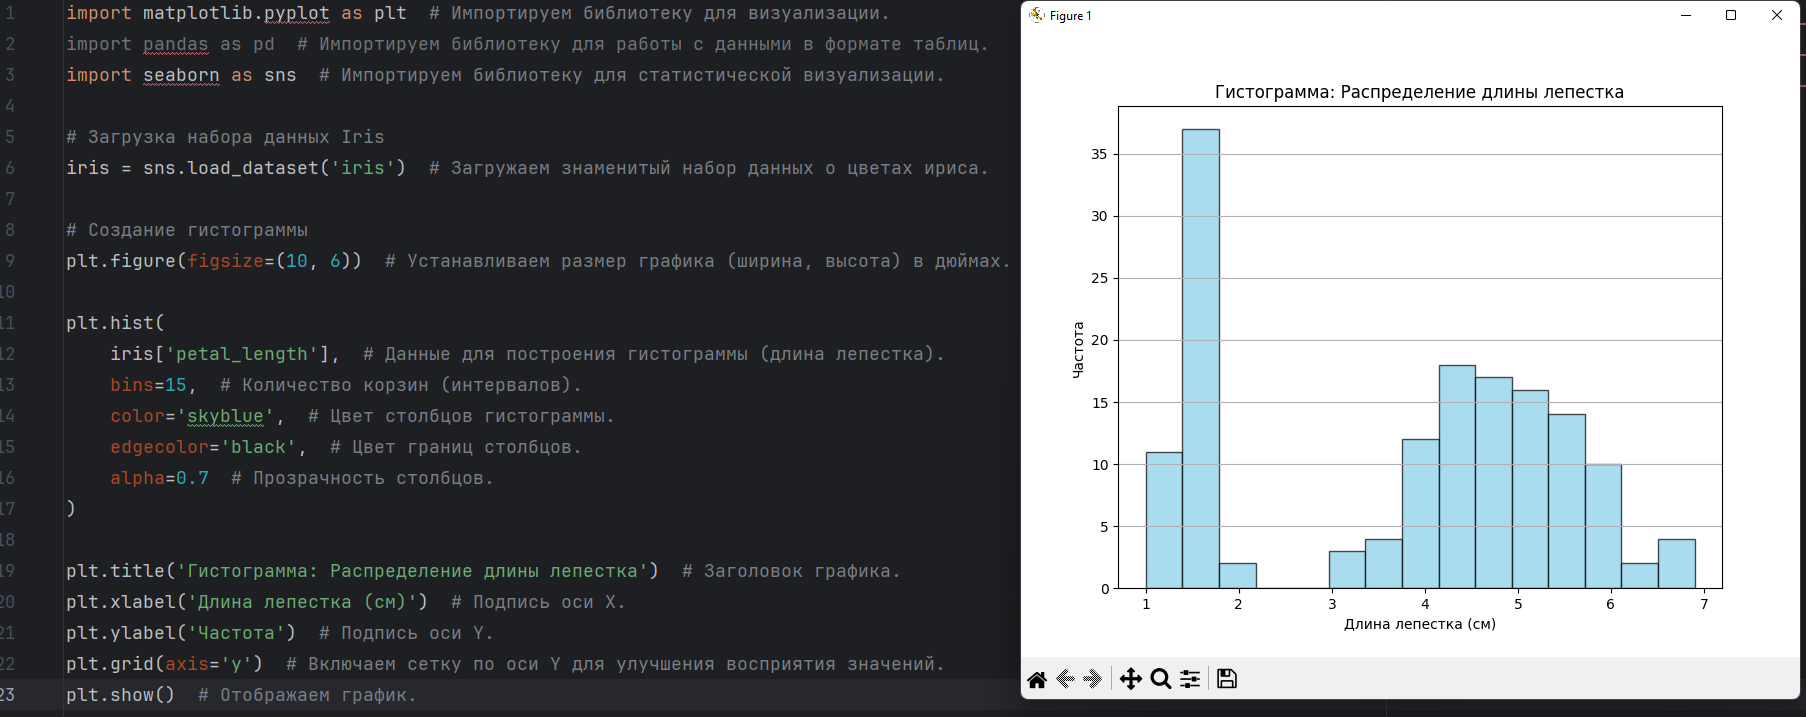 1 import matplotlib.pyplot as plt  # Импортируем библиотеку для визуализации.
2 import pandas as pd  # Импортируем библиотеку для работы с данными в формате таблиц.
3 import seaborn as sns  # Импортируем библиотеку для статистической визуализации.
4
5 # Загрузка набора данных Iris
6 iris = sns.load_dataset('iris')  # Загружаем знаменитый набор данных о цветах ириса.
7
8 # Создание гистограммы
9 plt.figure(figsize=(10, 6))  # Устанавливаем размер графика (ширина, высота) в дюймах.
10
11 plt.hist(
12     iris['petal_length'],  # Данные для построения гистограммы (длина лепестка).
13     bins=15,  # Количество корзин (интервалов).
14     color='skyblue',  # Цвет столбцов гистограммы.
15     edgecolor='black',  # Цвет границ столбцов.
16     alpha=0.7  # Прозрачность столбцов.
17 )
18
19 plt.title('Гистограмма: Распределение длины лепестка')  # Заголовок графика.
20 plt.xlabel('Длина лепестка (см)')  # Подпись оси X.
21 plt.ylabel('Частота')  # Подпись оси Y.
22 plt.grid(axis='y')  # Включаем сетку по оси Y для улучшения восприятия значений.
23 plt.show()  # Отображаем график.
Figure 1
Гистограмма: Распределение длины лепестка
35
30
25
20
15
10
5
0
Частота
1 2 3 4 5 6 7
Длина лепестка (см)